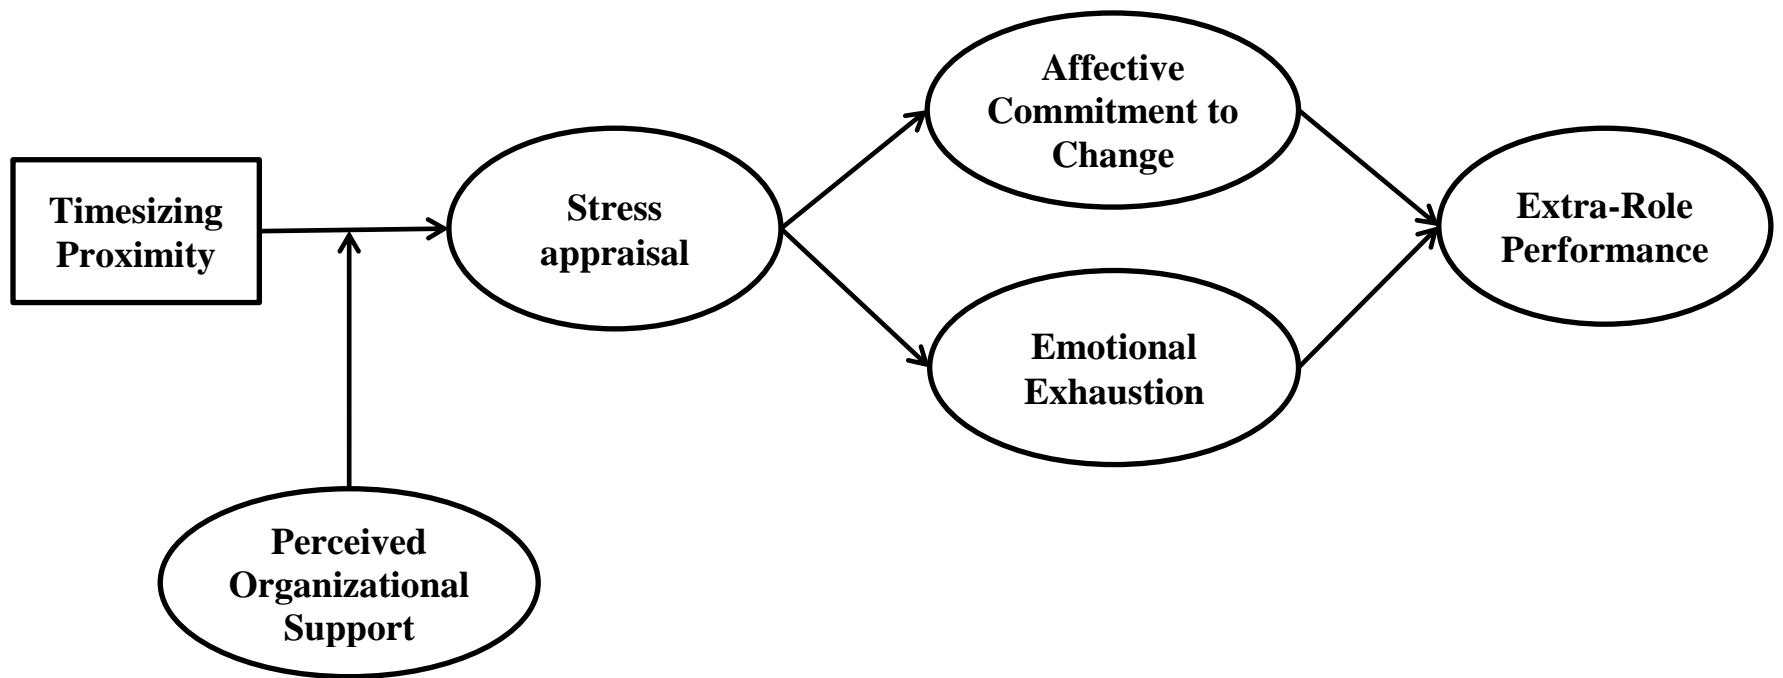 Timesizing
Proximity
Stress
appraisal
Affective
Commitment to
Change
Emotional
Exhaustion
Extra-Role
Performance
Perceived
Organizational
Support